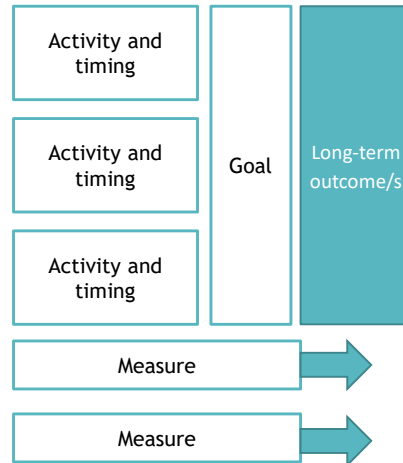 Activity and
timing
Activity and
timing
Activity and
timing
Goal
Long-term
outcome/s
Measure
Measure